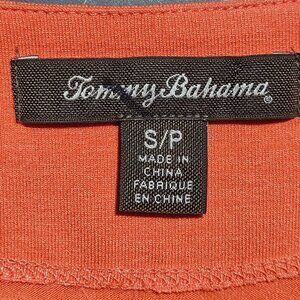 Tommy Bahama®
S/P
MADE IN
CHINA
FABRIQUE
EN CHINE